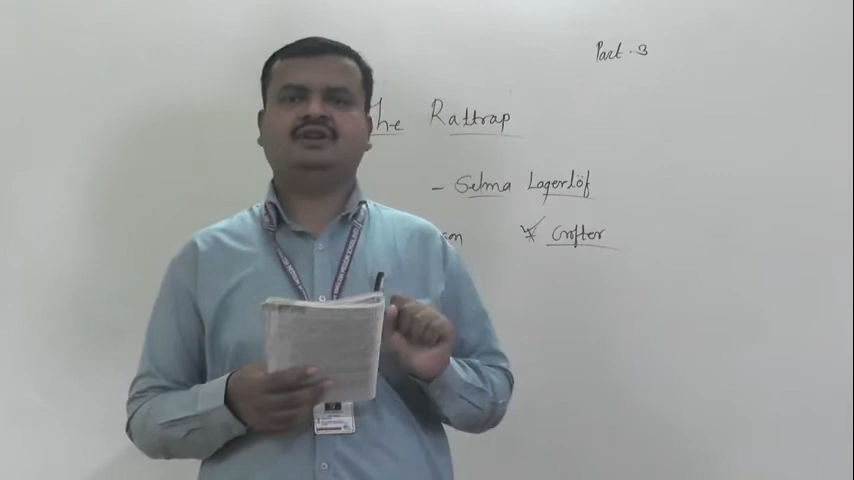 Part - 3
The Rattrap
- Selma Lagerlöf
Crofter